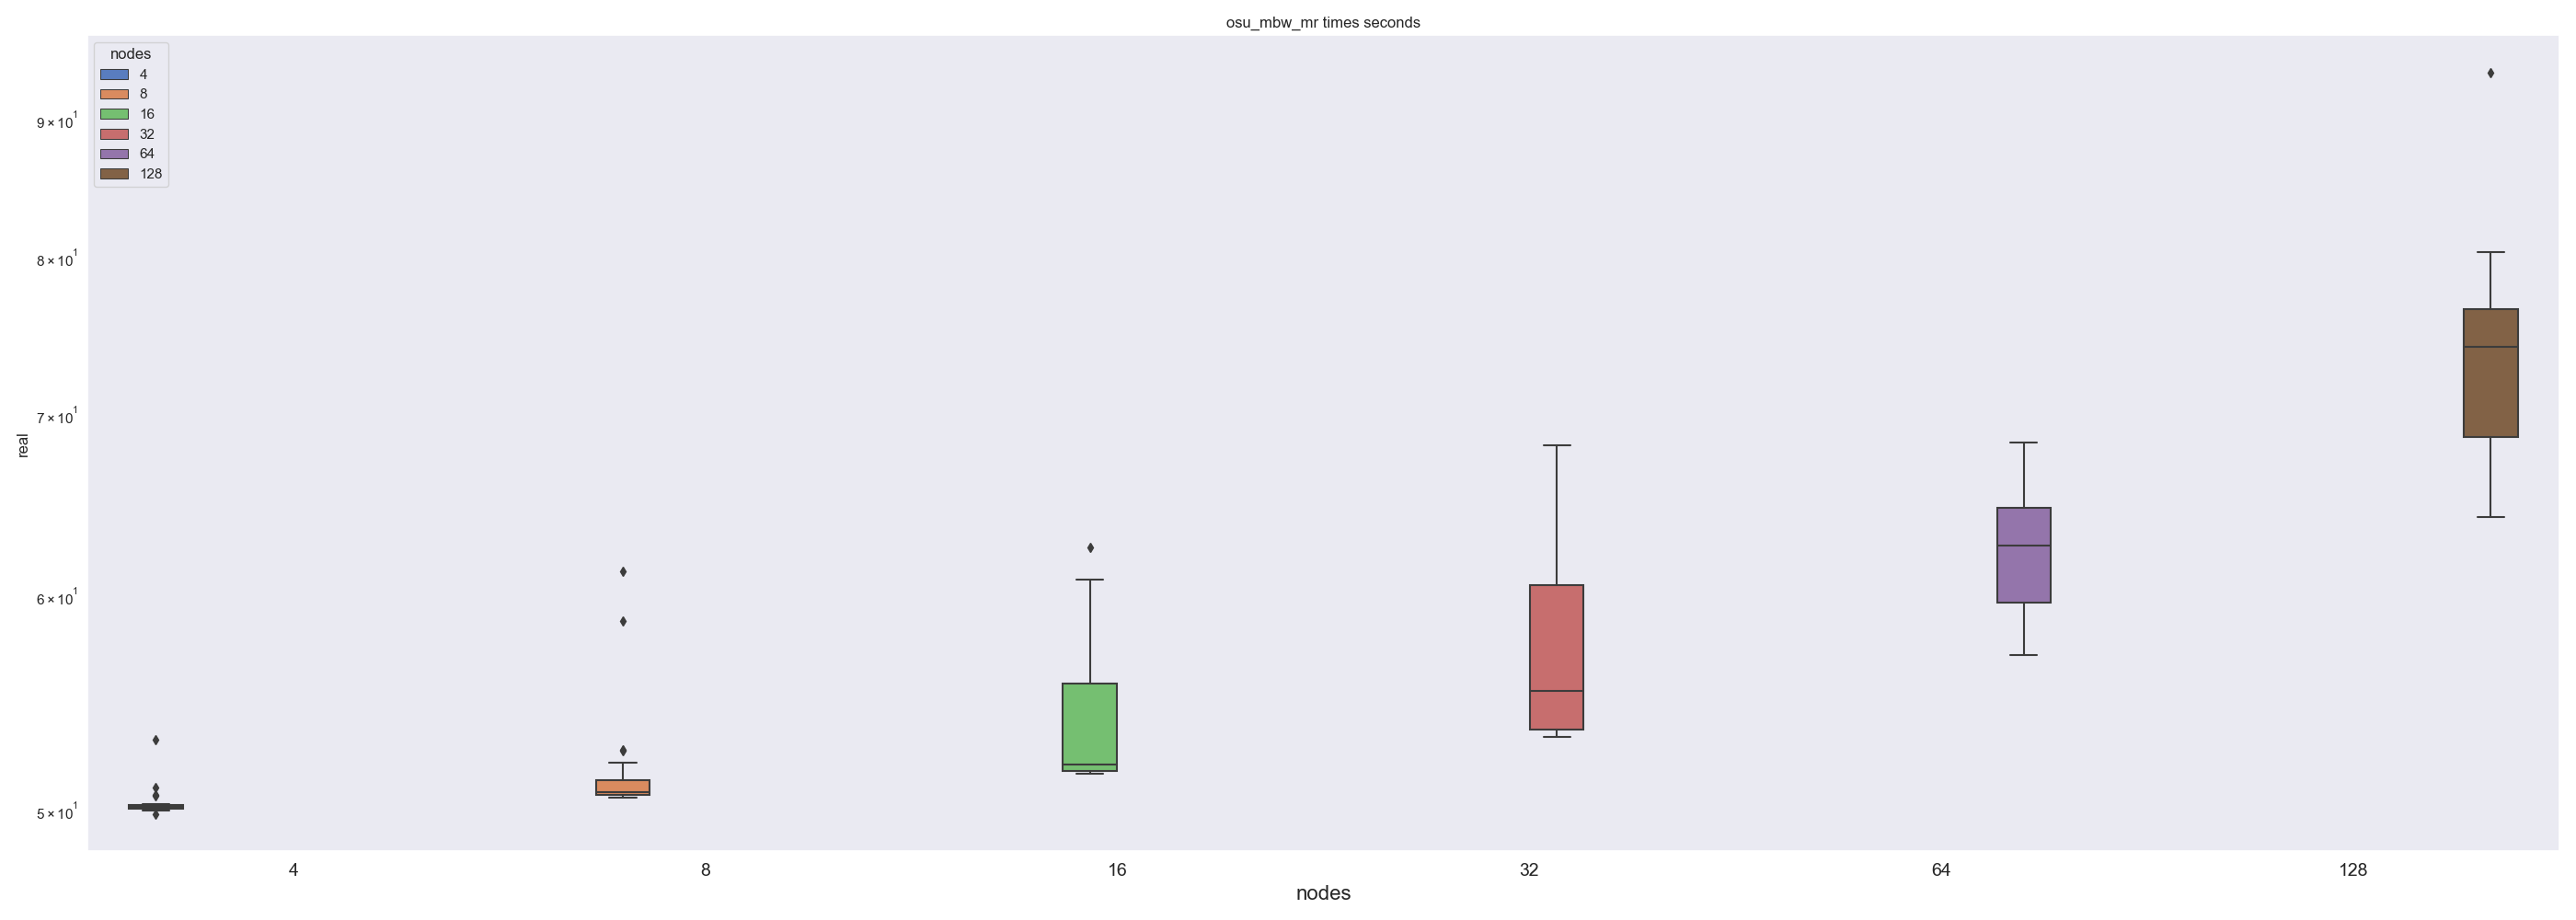 osu_mbw_mr times seconds
nodes
4
8
16
32
64
128
9 × 10¹
8 × 10¹
7 × 10¹
6 × 10¹
5 × 10¹
real
4 8 16 32 64 128
nodes